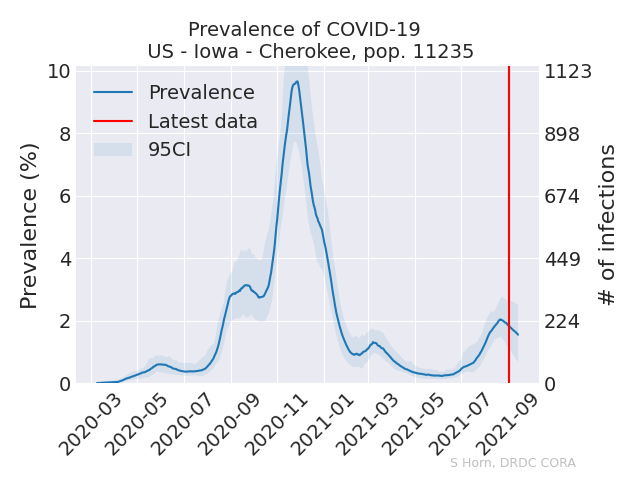 Prevalence of COVID-19
US - Iowa - Cherokee, pop. 11235
Prevalence
Latest data
95CI
Prevalence (%)
10
8
6
4
2
0
1123
898
674
449
224
0
# of infections
2020-03
2020-05
2020-07
2020-09
2020-11
2021-01
2021-03
2021-05
2021-07
2021-09
S Horn, DRDC CORA